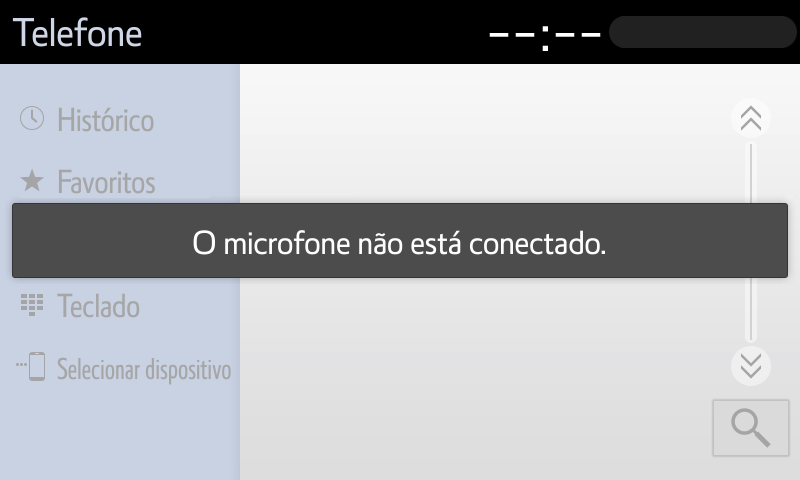 Telefone
--:--
Histórico
Favoritos
O microfone não está conectado.
Teclado
Selecionar dispositivo